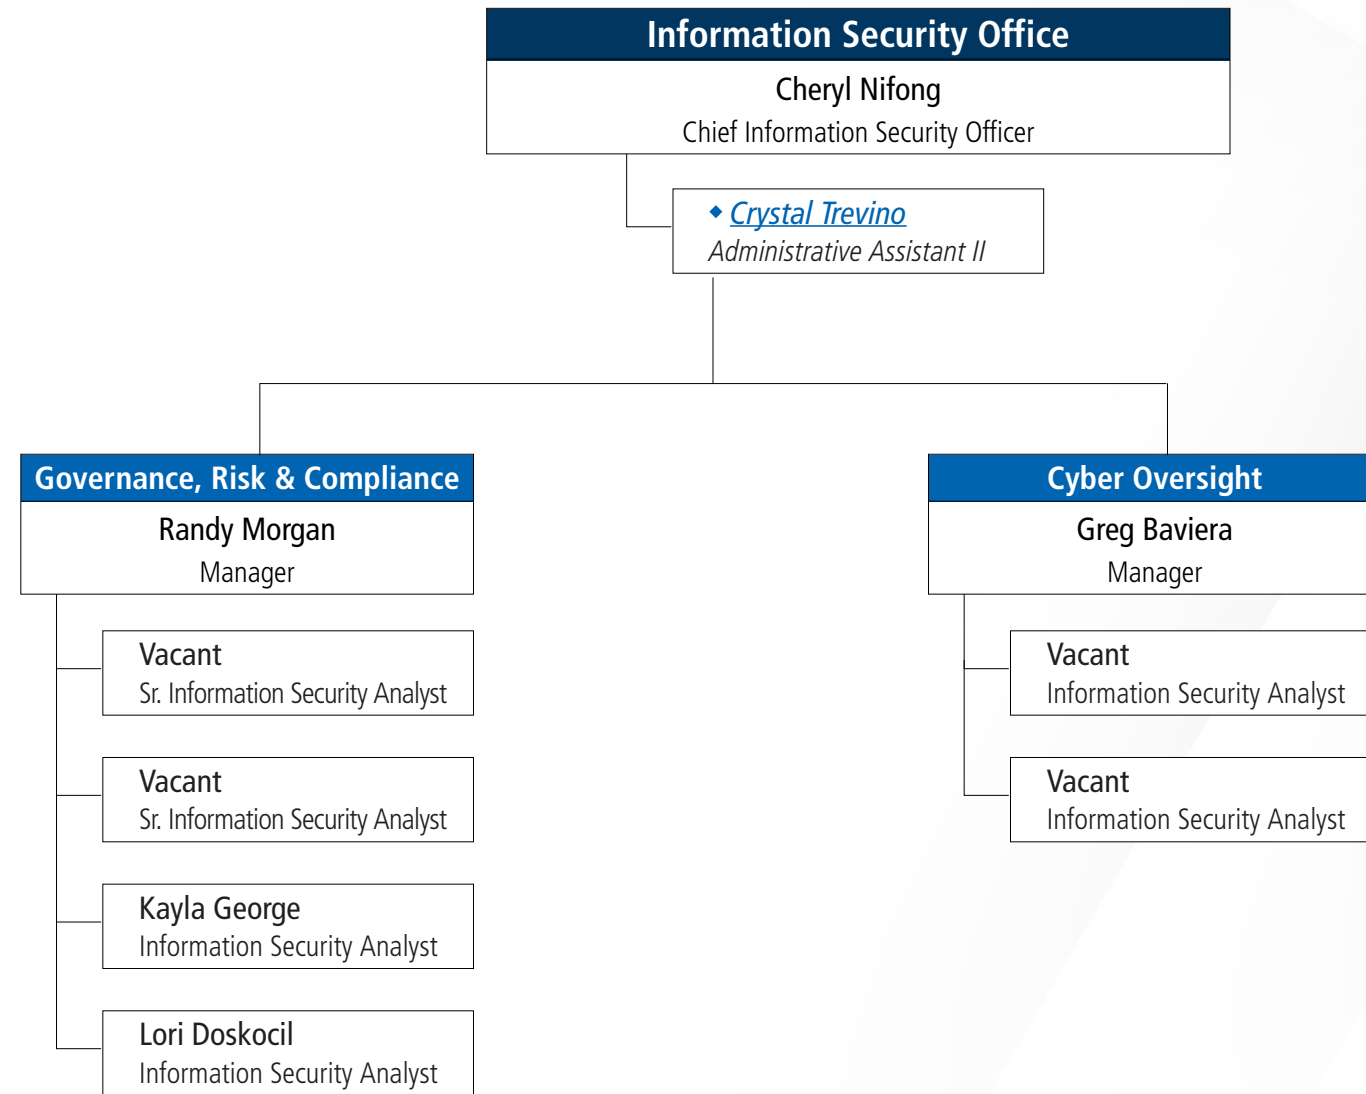 Information Security Office
Cheryl Nifong
Chief Information Security Officer
◆ Crystal Trevino
Administrative Assistant II
Governance, Risk & Compliance
Randy Morgan
Manager
Vacant
Sr. Information Security Analyst
Vacant
Sr. Information Security Analyst
Kayla George
Information Security Analyst
Lori Doskocil
Information Security Analyst
Cyber Oversight
Greg Baviera
Manager
Vacant
Information Security Analyst
Vacant
Information Security Analyst